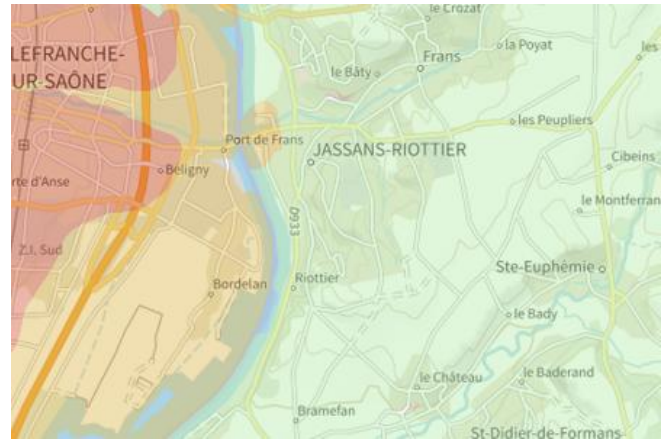 le Crozat
LEFRANCHE-
UR-SAÔNE
Frans
la Poyat
les
le Bâty
les Peupliers
Port de Frans
JASSANS-RIOTTIER
Béligny
Cibeins
rte d'Anse
le Montferran
D933
Z.I. Sud
Ste-Euphémie
Bordelan
Riottier
le Bady
le Château
le Baderand
Bramefan
St-Didier-de-Formans